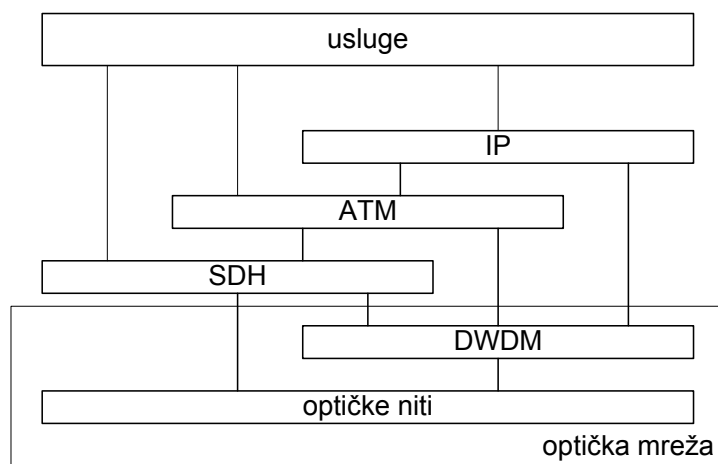 usluge
IP
ATM
SDH
DWDM
optičke niti
optička mreža